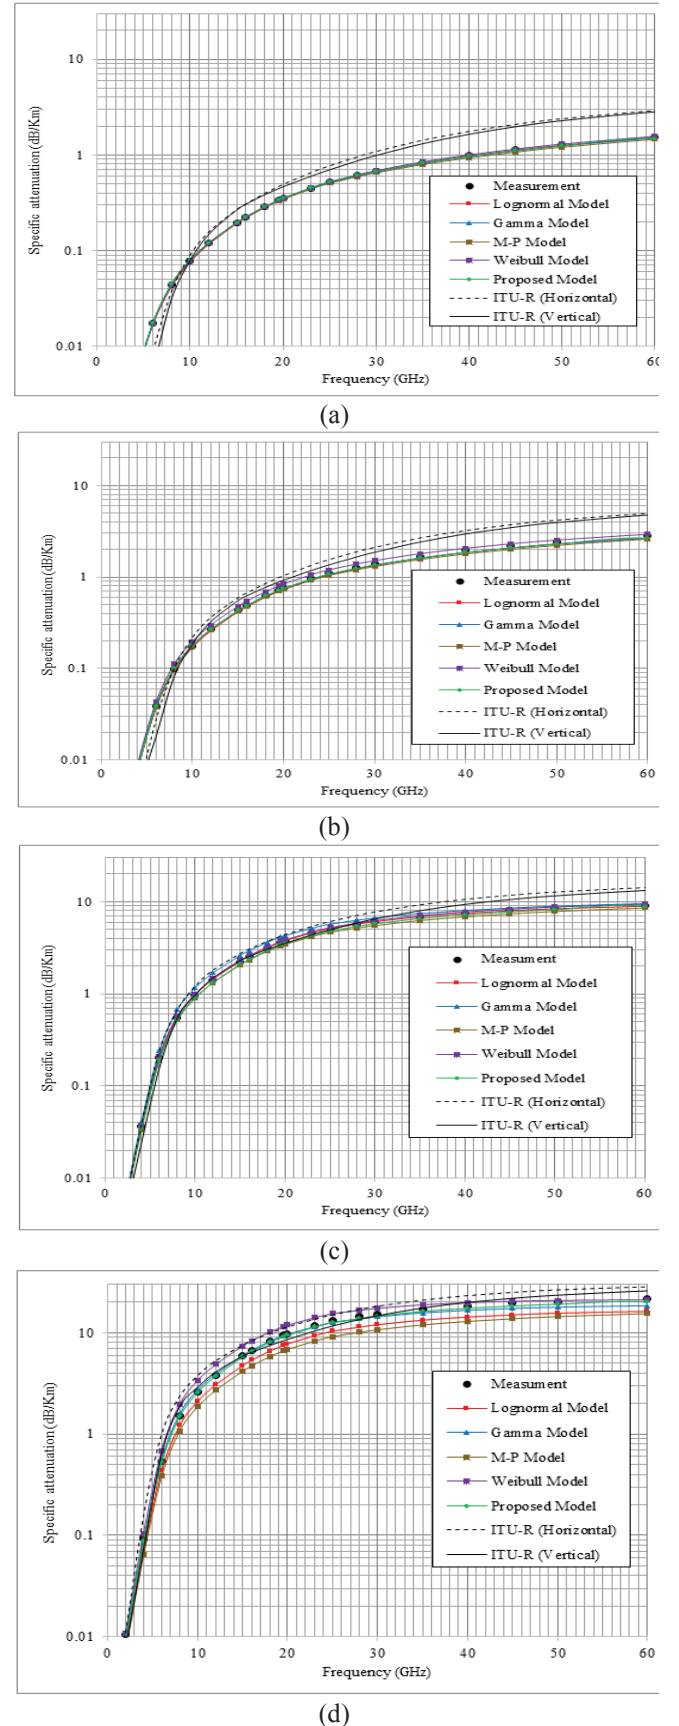 10
1
0.1
0.01
Specific attenuation (dB/Km)
Measurement
Lognormal Model
Gamma Model
M-P Model
Weibull Model
Proposed Model
ITU-R (Horizontal)
ITU-R (Vertical)
0 10 20 30 40 50 60
Frequency (GHz)
(a)
10
1
0.1
0.01
Specific attenuation (dB/Km)
Measurement
Lognormal Model
Gamma Model
M-P Model
Weibull Model
Proposed Model
ITU-R (Horizontal)
ITU-R (Vertical)
0 10 20 30 40 50 60
Frequency (GHz)
(b)
10
1
0.1
0.01
Specific attenuation (dB/Km)
Measument
Lognormal Model
Gamma Model
M-P Model
Weibull Model
Proposed Model
ITU-R (Horizontal)
ITU-R (Vertical)
0 10 20 30 40 50 60
Frequency (GHz)
(c)
10
1
0.1
0.01
Specific attenuation (dB/Km)
Measument
Lognormal Model
Gamma Model
M-P Model
Weibull Model
Proposed Model
ITU-R (Horizontal)
ITU-R (Vertical)
0 10 20 30 40 50 60
Frequency (GHz)
(d)